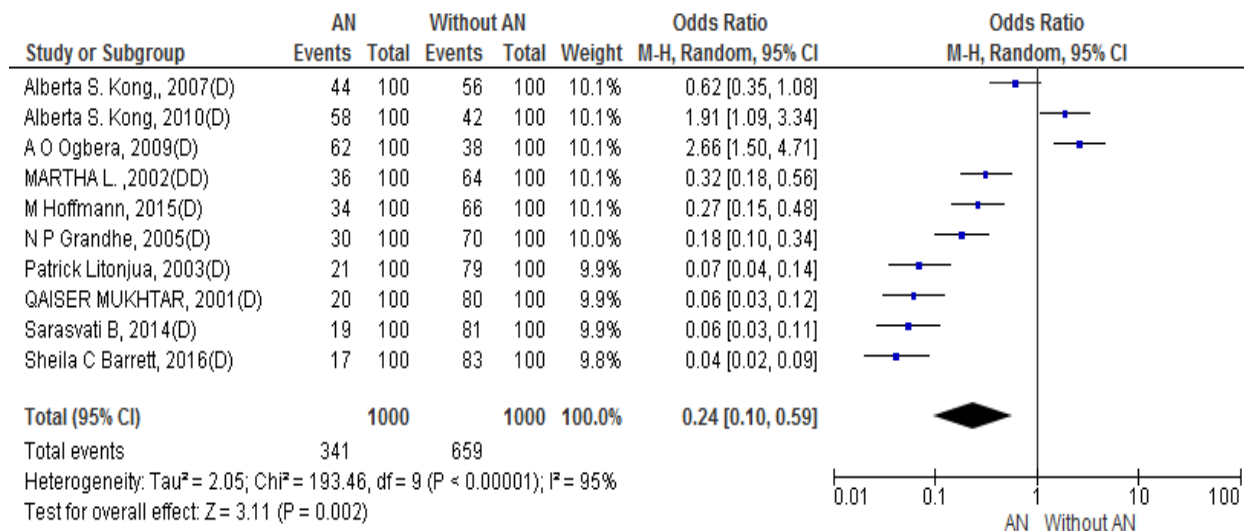 AN Without AN Odds Ratio Odds Ratio
Study or Subgroup Events Total Events Total Weight M-H, Random, 95% CI M-H, Random, 95% CI
Alberta S. Kong,, 2007(D) 44 100 56 100 10.1% 0.62 [0.35, 1.08]
Alberta S. Kong, 2010(D) 58 100 42 100 10.1% 1.91 [1.09, 3.34]
A O Ogbera, 2009(D) 62 100 38 100 10.1% 2.66 [1.50, 4.71]
MARTHA L. ,2002(DD) 36 100 64 100 10.1% 0.32 [0.18, 0.56]
M Hoffmann, 2015(D) 34 100 66 100 10.1% 0.27 [0.15, 0.48]
N P Grandhe, 2005(D) 30 100 70 100 10.0% 0.18 [0.10, 0.34]
Patrick Litonjua, 2003(D) 21 100 79 100 9.9% 0.07 [0.04, 0.14]
QAISER MUKHTAR, 2001(D) 20 100 80 100 9.9% 0.06 [0.03, 0.12]
Sarasvati B, 2014(D) 19 100 81 100 9.9% 0.06 [0.03, 0.11]
Sheila C Barrett, 2016(D) 17 100 83 100 9.8% 0.04 [0.02, 0.09]
Total (95% CI) 1000 1000 100.0% 0.24 [0.10, 0.59]
Total events 341 659
Heterogeneity: Tau² = 2.05; Chi² = 193.46, df = 9 (P < 0.00001); I² = 95%
Test for overall effect: Z = 3.11 (P = 0.002)
0.01 0.1 1 10 100
AN Without AN